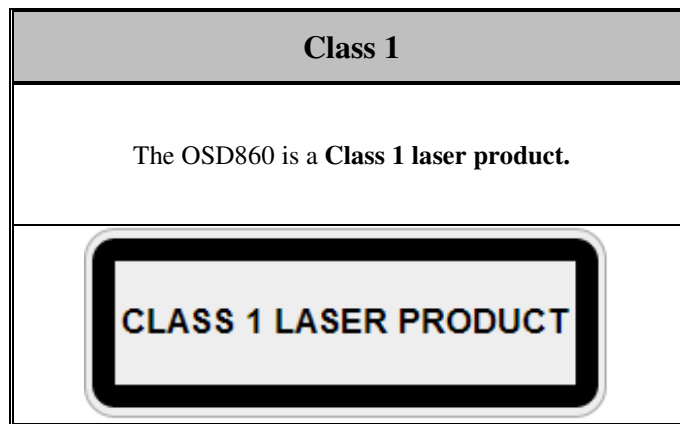 Class 1
The OSD860 is a Class 1 laser product.
CLASS 1 LASER PRODUCT